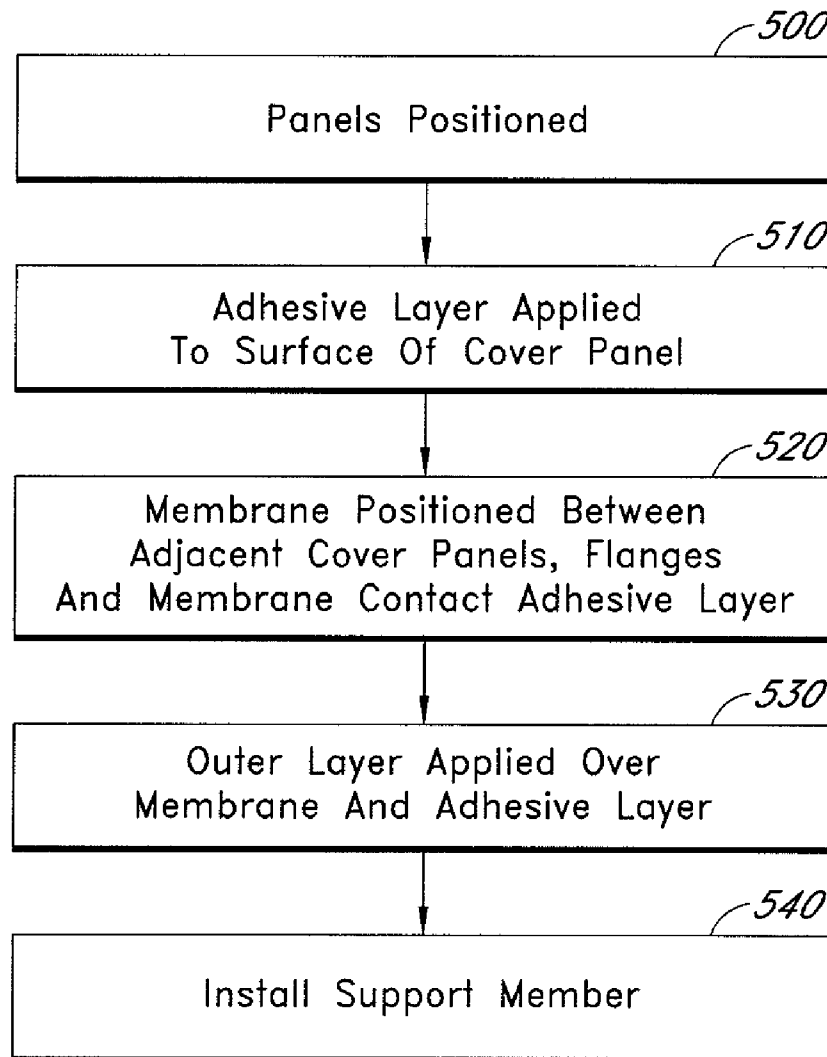 500
Panels Positioned
510
Adhesive Layer Applied
To Surface Of Cover Panel
520
Membrane Positioned Between
Adjacent Cover Panels, Flanges
And Membrane Contact Adhesive Layer
530
Outer Layer Applied Over
Membrane And Adhesive Layer
540
Install Support Member